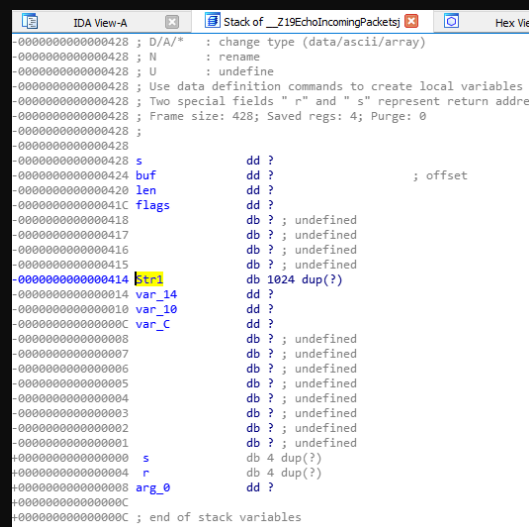 IDA View-A Stack of __Z19EchoIncomingPacketsj Hex Vie
-0000000000000428 ; D/A/* : change type (data/ascii/array)
-0000000000000428 ; N : rename
-0000000000000428 ; U : undefine
-0000000000000428 ; Use data definition commands to create local variables
-0000000000000428 ; Two special fields " r" and " s" represent return addre
-0000000000000428 ; Frame size: 428; Saved regs: 4; Purge: 0
-0000000000000428 ;
-0000000000000428
-0000000000000428 s dd ?
-0000000000000424 buf dd ? ; offset
-0000000000000420 len dd ?
-000000000000041C flags dd ?
-0000000000000418 db ? ; undefined
-0000000000000417 db ? ; undefined
-0000000000000416 db ? ; undefined
-0000000000000415 db ? ; undefined
-0000000000000414 Str1 db 1024 dup(?)
-0000000000000014 var_14 dd ?
-0000000000000010 var_10 dd ?
-000000000000000C var_C dd ?
-0000000000000008 db ? ; undefined
-0000000000000007 db ? ; undefined
-0000000000000006 db ? ; undefined
-0000000000000005 db ? ; undefined
-0000000000000004 db ? ; undefined
-0000000000000003 db ? ; undefined
-0000000000000002 db ? ; undefined
-0000000000000001 db ? ; undefined
+0000000000000000 s db 4 dup(?)
+0000000000000004 r db 4 dup(?)
+0000000000000008 arg_0 dd ?
+000000000000000C
+000000000000000C ; end of stack variables